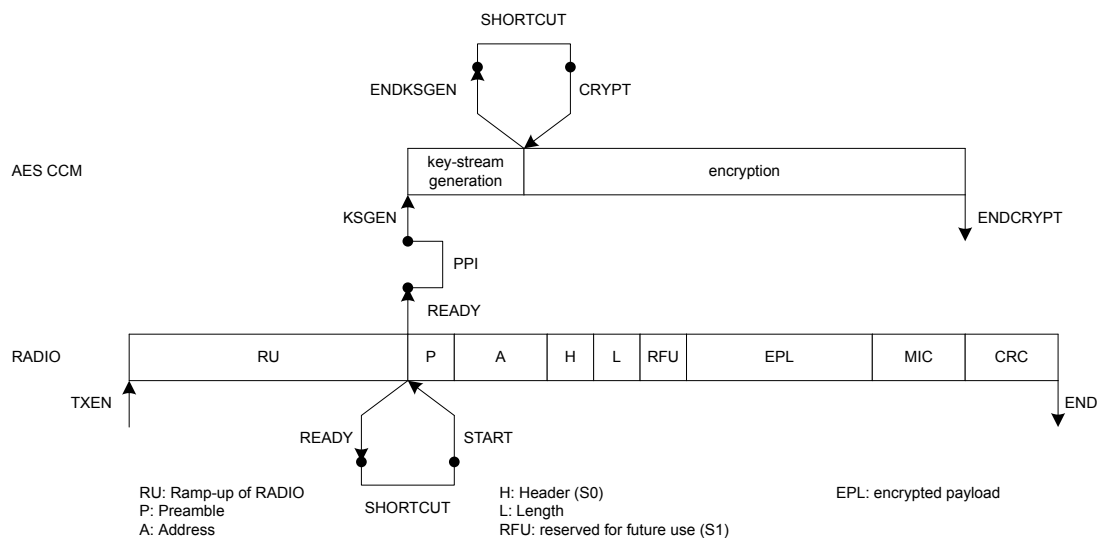 SHORTCUT
ENDKSGEN
CRYPT
AES CCM
key-stream
generation
encryption
KSGEN
ENDCRYPT
PPI
READY
RADIO
RU
P
A
H
L
RFU
EPL
MIC
CRC
TXEN
END
READY
START
SHORTCUT
RU: Ramp-up of RADIO
P: Preamble
A: Address
H: Header (S0)
L: Length
RFU: reserved for future use (S1)
EPL: encrypted payload